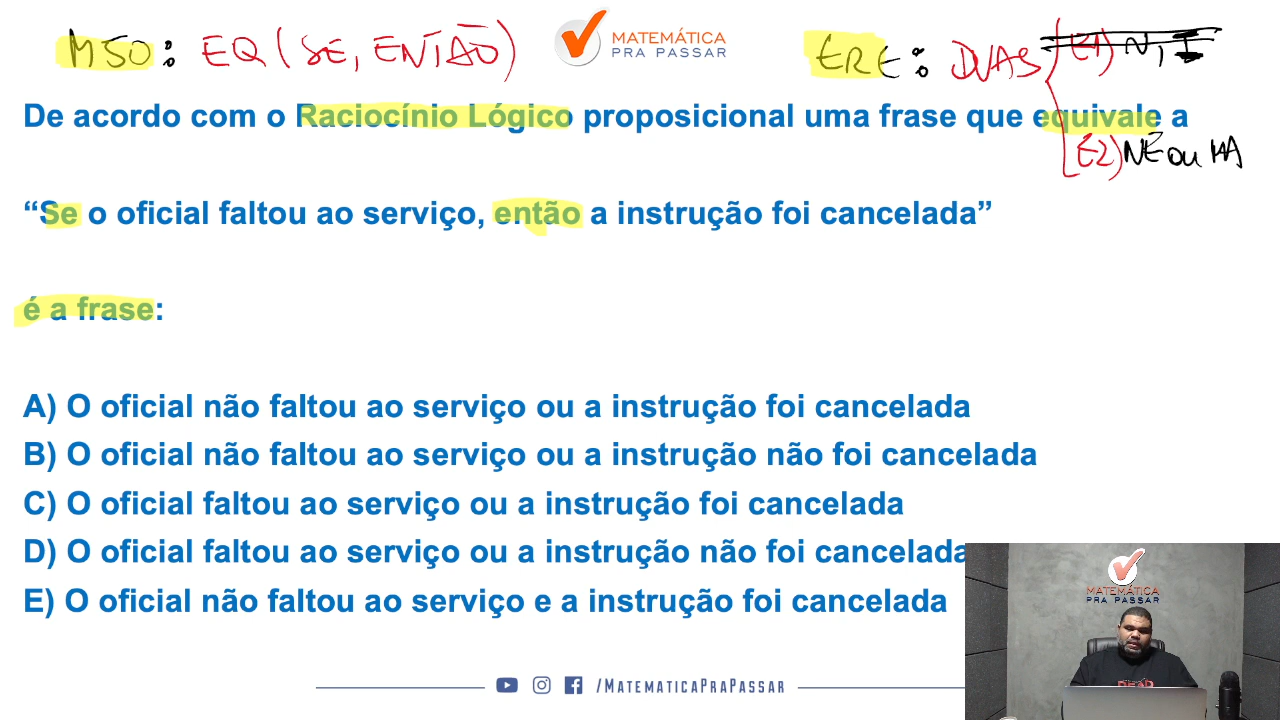 MSO: EQ (SE, ENTÃO)
MATEMÁTICA
PRA PASSAR
ERE: DUAS
E1) N, I
De acordo com o Raciocínio Lógico proposicional uma frase que equivale a
E2) NE OU MA
“Se o oficial faltou ao serviço, então a instrução foi cancelada”
é a frase:
A) O oficial não faltou ao serviço ou a instrução foi cancelada
B) O oficial não faltou ao serviço ou a instrução não foi cancelada
C) O oficial faltou ao serviço ou a instrução foi cancelada
D) O oficial faltou ao serviço ou a instrução não foi cancelada
E) O oficial não faltou ao serviço e a instrução foi cancelada
MATEMÁTICA
PRA PASSAR
/MATEMATICAPRAPASSAR